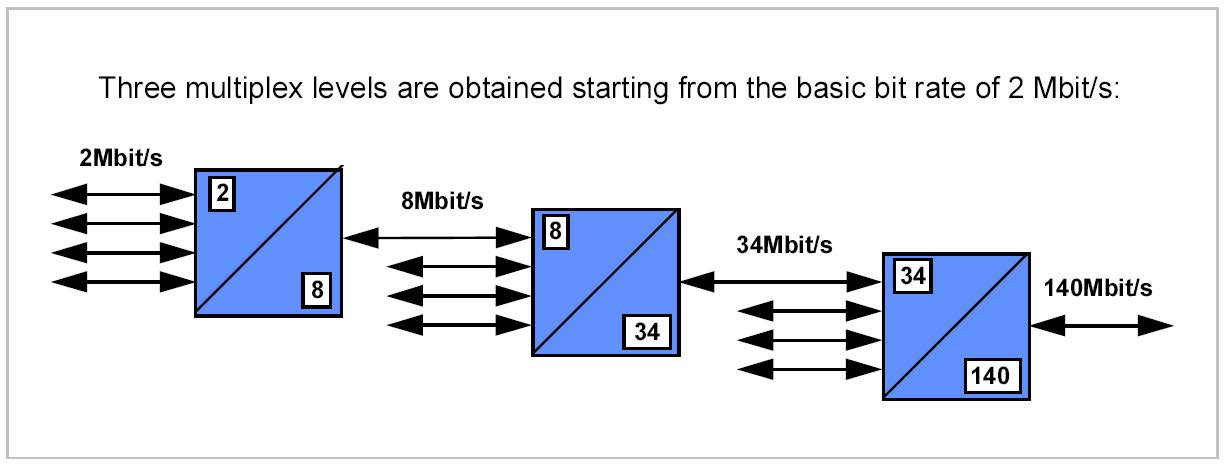 Three multiplex levels are obtained starting from the basic bit rate of 2 Mbit/s:
2Mbit/s
2
8
8Mbit/s
8
34
34Mbit/s
34
140
140Mbit/s